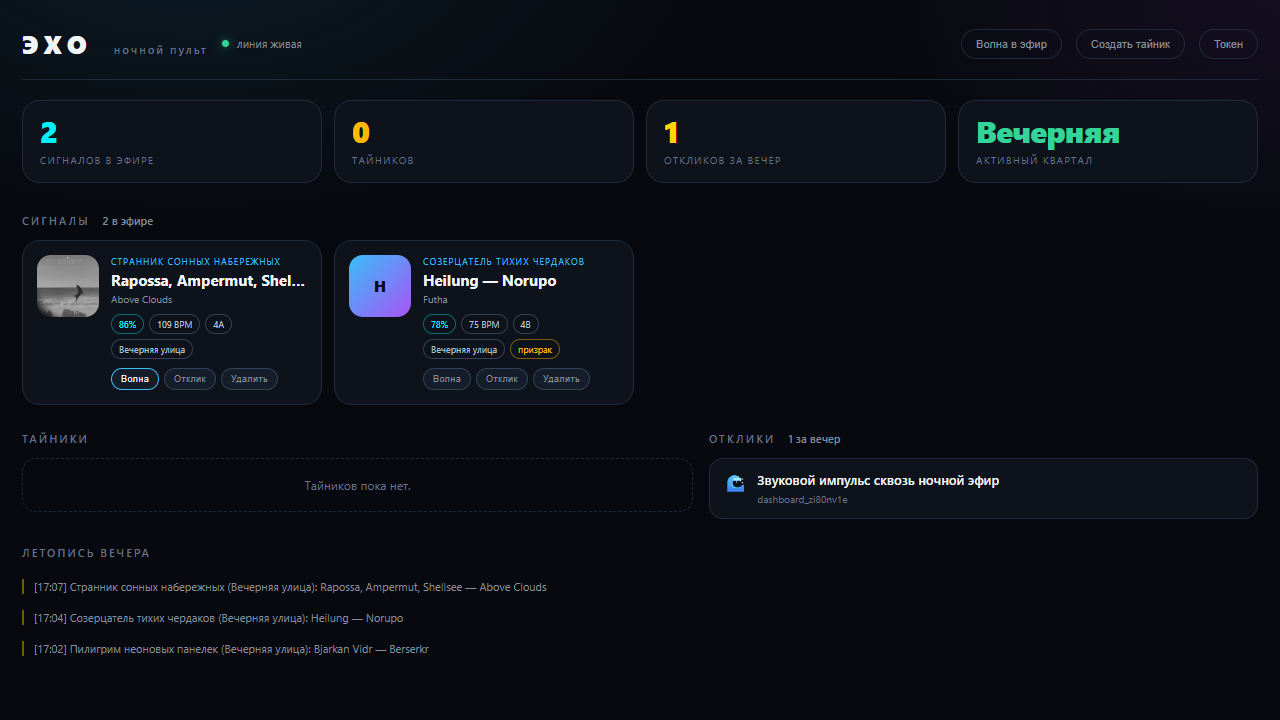 ЭХО
ночной пульт
линия живая
Волна в эфир
Создать тайник
Токен
2
СИГНАЛОВ В ЭФИРЕ
0
ТАЙНИКОВ
1
ОТКЛИКОВ ЗА ВЕЧЕР
Вечерняя
АКТИВНЫЙ КВАРТАЛ
СИГНАЛЫ 2 в эфире
СТРАННИК СОННЫХ НАБЕРЕЖНЫХ
Rapossa, Ampermut, Shel...
Above Clouds
86% 109 BPM 4A
Вечерняя улица
Волна Отклик Удалить
H
СОЗЕРЦАТЕЛЬ ТИХИХ ЧЕРДАКОВ
Heilung — Norupo
Futha
78% 75 BPM 4B
Вечерняя улица призрак
Волна Отклик Удалить
ТАЙНИКИ
Тайников пока нет.
ОТКЛИКИ 1 за вечер
Звуковой импульс сквозь ночной эфир
dashboard_zi80nv1e
ЛЕТОПИСЬ ВЕЧЕРА
[17:07] Странник сонных набережных (Вечерняя улица): Rapossa, Ampermut, Shellsee — Above Clouds
[17:04] Созерцатель тихих чердаков (Вечерняя улица): Heilung — Norupo
[17:02] Пилигрим неоновых панелек (Вечерняя улица): Bjarkan Vidr — Berserkr